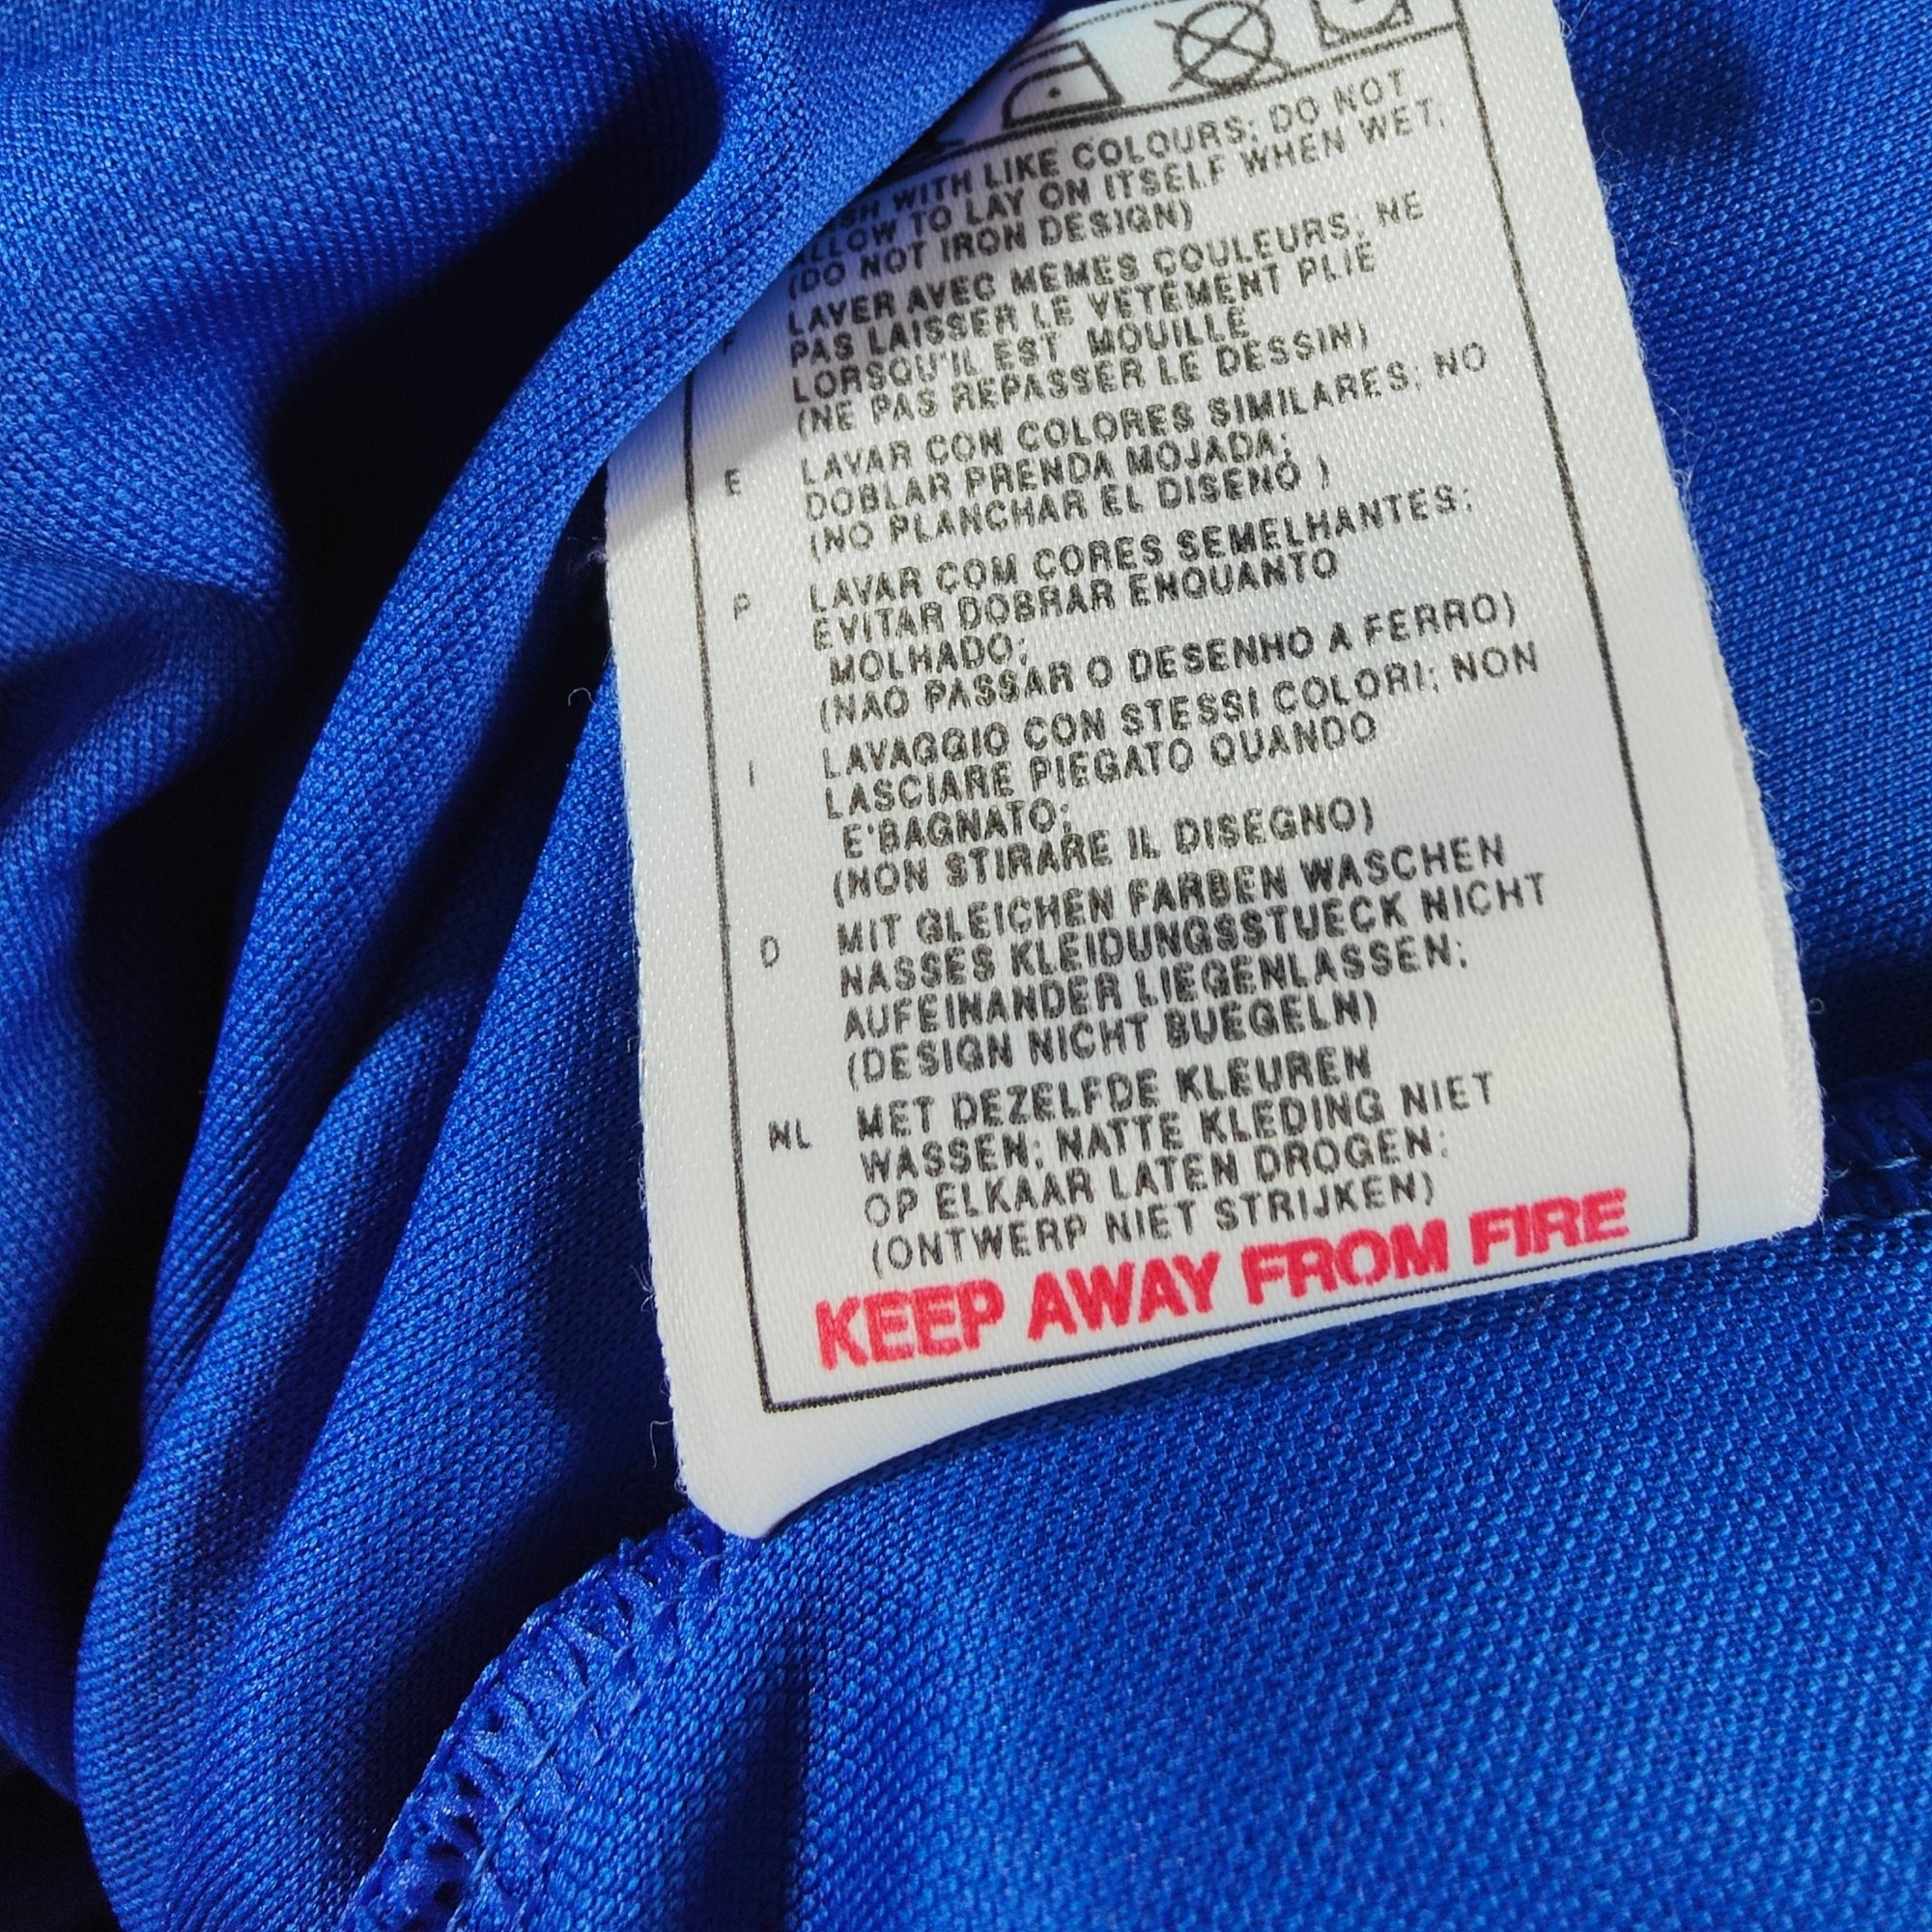 WITH LIKE COLOURS; DO NOT
ALLOW TO LAY ON ITSELF WHEN WET;
(DO NOT IRON DESIGN)
F LAVER AVEC MEMES COULEURS; NE
PAS LAISSER LE VETEMENT PLIE
LORSQU'IL EST MOUILLE
(NE PAS REPASSER LE DESSIN)
E LAVAR CON COLORES SIMILARES; NO
DOBLAR PRENDA MOJADA;
(NO PLANCHAR EL DISENO )
P LAVAR COM CORES SEMELHANTES;
EVITAR DOBRAR ENQUANTO
MOLHADO;
(NAO PASSAR O DESENHO A FERRO)
I LAVAGGIO CON STESSI COLORI; NON
LASCIARE PIEGATO QUANDO
E'BAGNATO;
(NON STIRARE IL DISEGNO)
D MIT GLEICHEN FARBEN WASCHEN
NASSES KLEIDUNGSSTUECK NICHT
AUFEINANDER LIEGENLASSEN;
(DESIGN NICHT BUEGELN)
NL MET DEZELFDE KLEUREN
WASSEN; NATTE KLEDING NIET
OP ELKAAR LATEN DROGEN;
(ONTWERP NIET STRIJKEN)
KEEP AWAY FROM FIRE